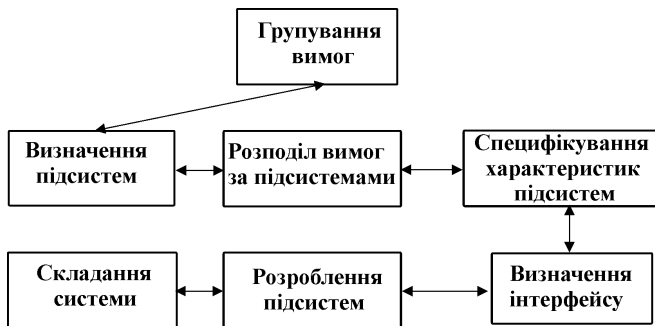 Групування
вимог
Визначення
підсистем
Розподіл вимог
за підсистемами
Специфікування
характеристик
підсистем
Складання
системи
Розроблення
підсистем
Визначення
інтерфейсу